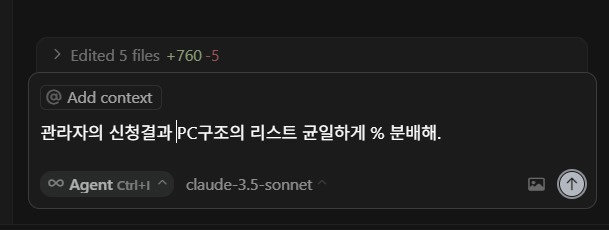 Edited 5 files +760 -5
@ Add context
관라자의 신청결과 PC구조의 리스트 균일하게 % 분배해.
Agent Ctrl+I claude-3.5-sonnet